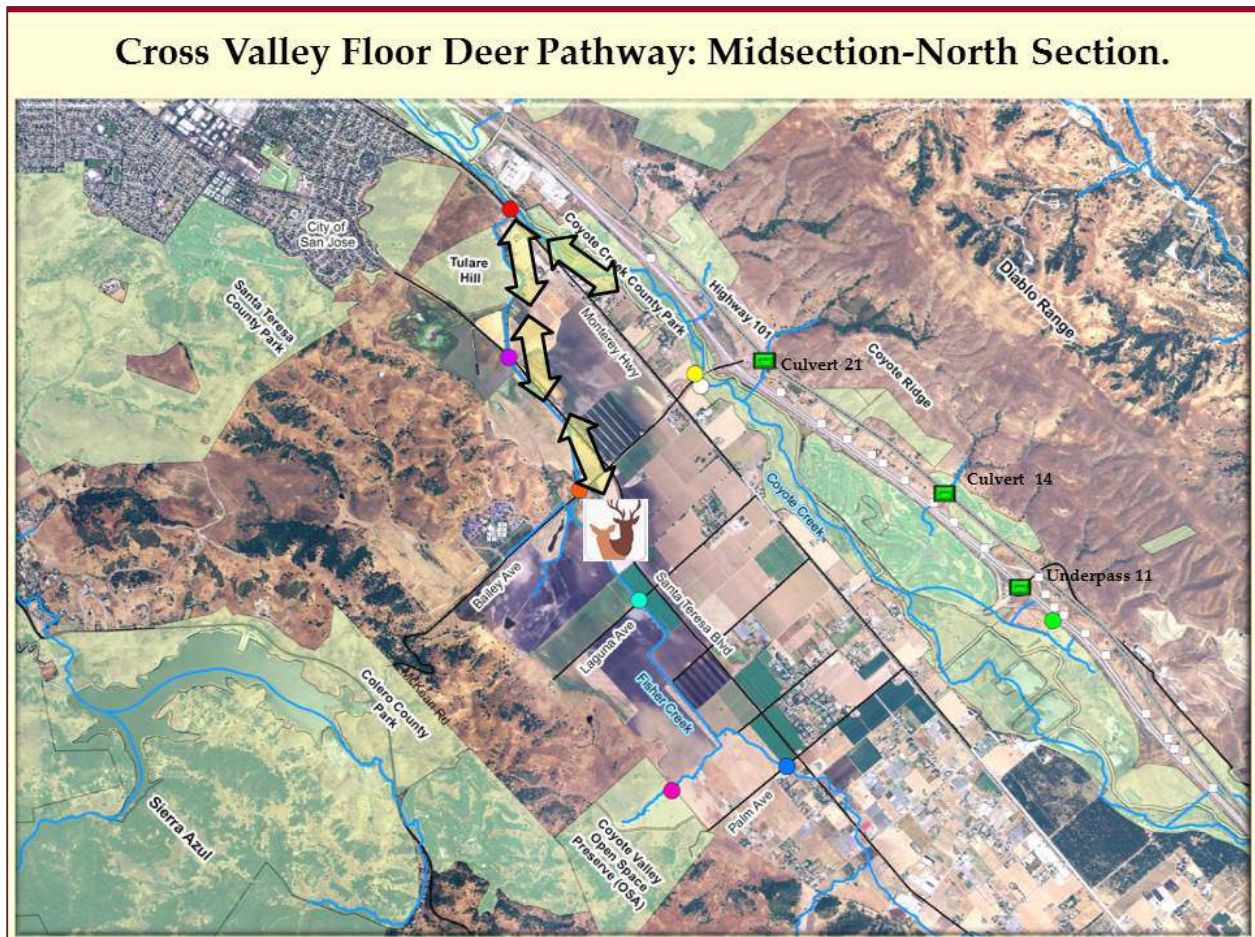 Cross Valley Floor Deer Pathway: Midsection-North Section.
City of
San Jose
Tulare
Hill
Santa Teresa
County Park
Coyote Creek County Park
Monterey Hwy
Highway 101
Diablo Range
Coyote Ridge
Culvert 21
Culvert 14
Coyote Creek
Underpass 11
Bailey Ave
Santa Teresa Blvd
Laguna Ave
McKean Rd
Fisher Creek
Colero County
Park
Sierra Azul
Palm Ave
Coyote Valley
Open Space
Preserve (OSA)